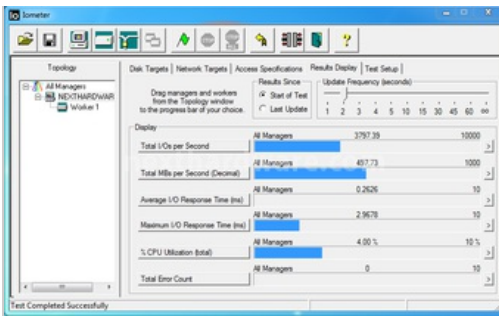 Iometer
Topology
All Managers
NEXTHARDWAR
Worker 1
Disk Targets | Network Targets | Access Specifications | Results Display | Test Setup
Drag managers and workers
from the Topology window
to the progress bar of your choice.
Results Since
Start of Test
Last Update
Update Frequency (seconds)
1 2 3 4 5 10 15 30 45 60 ∞
Display
All Managers 3797.39 10000
Total I/Os per Second
All Managers 497.73 1000
Total MBs per Second (Decimal)
All Managers 0.2626 10
Average I/O Response Time (ms)
All Managers 2.9678 10
Maximum I/O Response Time (ms)
All Managers 4.00 % 10 %
% CPU Utilization (total)
All Managers 0 10
Total Error Count
Test Completed Successfully